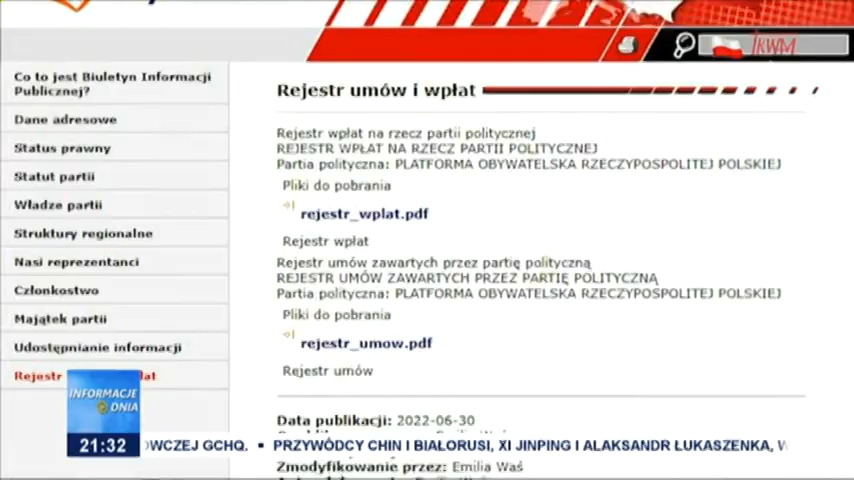 TRWAM
Co to jest Biuletyn Informacji
Publicznej?
Dane adresowe
Status prawny
Statut partii
Władze partii
Struktury regionalne
Nasi reprezentanci
Członkostwo
Majątek partii
Udostępnianie informacji
Rejestr
Rejestr umów i wpłat
Rejestr wpłat na rzecz partii politycznej
REJESTR WPŁAT NA RZECZ PARTII POLITYCZNEJ
Partia polityczna: PLATFORMA OBYWATELSKA RZECZYPOSPOLITEJ POLSKIEJ
Pliki do pobrania
rejestr_wplat.pdf
Rejestr wpłat
Rejestr umów zawartych przez partię polityczną
REJESTR UMÓW ZAWARTYCH PRZEZ PARTIĘ POLITYCZNĄ
Partia polityczna: PLATFORMA OBYWATELSKA RZECZYPOSPOLITEJ POLSKIEJ
Pliki do pobrania
rejestr_umow.pdf
Rejestr umów
Data publikacji: 2022-06-30
INFORMACJE
DNIA
21:32
GCHQ. ▪ PRZYWÓDCY CHIN I BIAŁORUSI, XI JINPING I ALAKSANDR ŁUKASZENKA,
Zmodyfikowanie przez: Emilia Waś